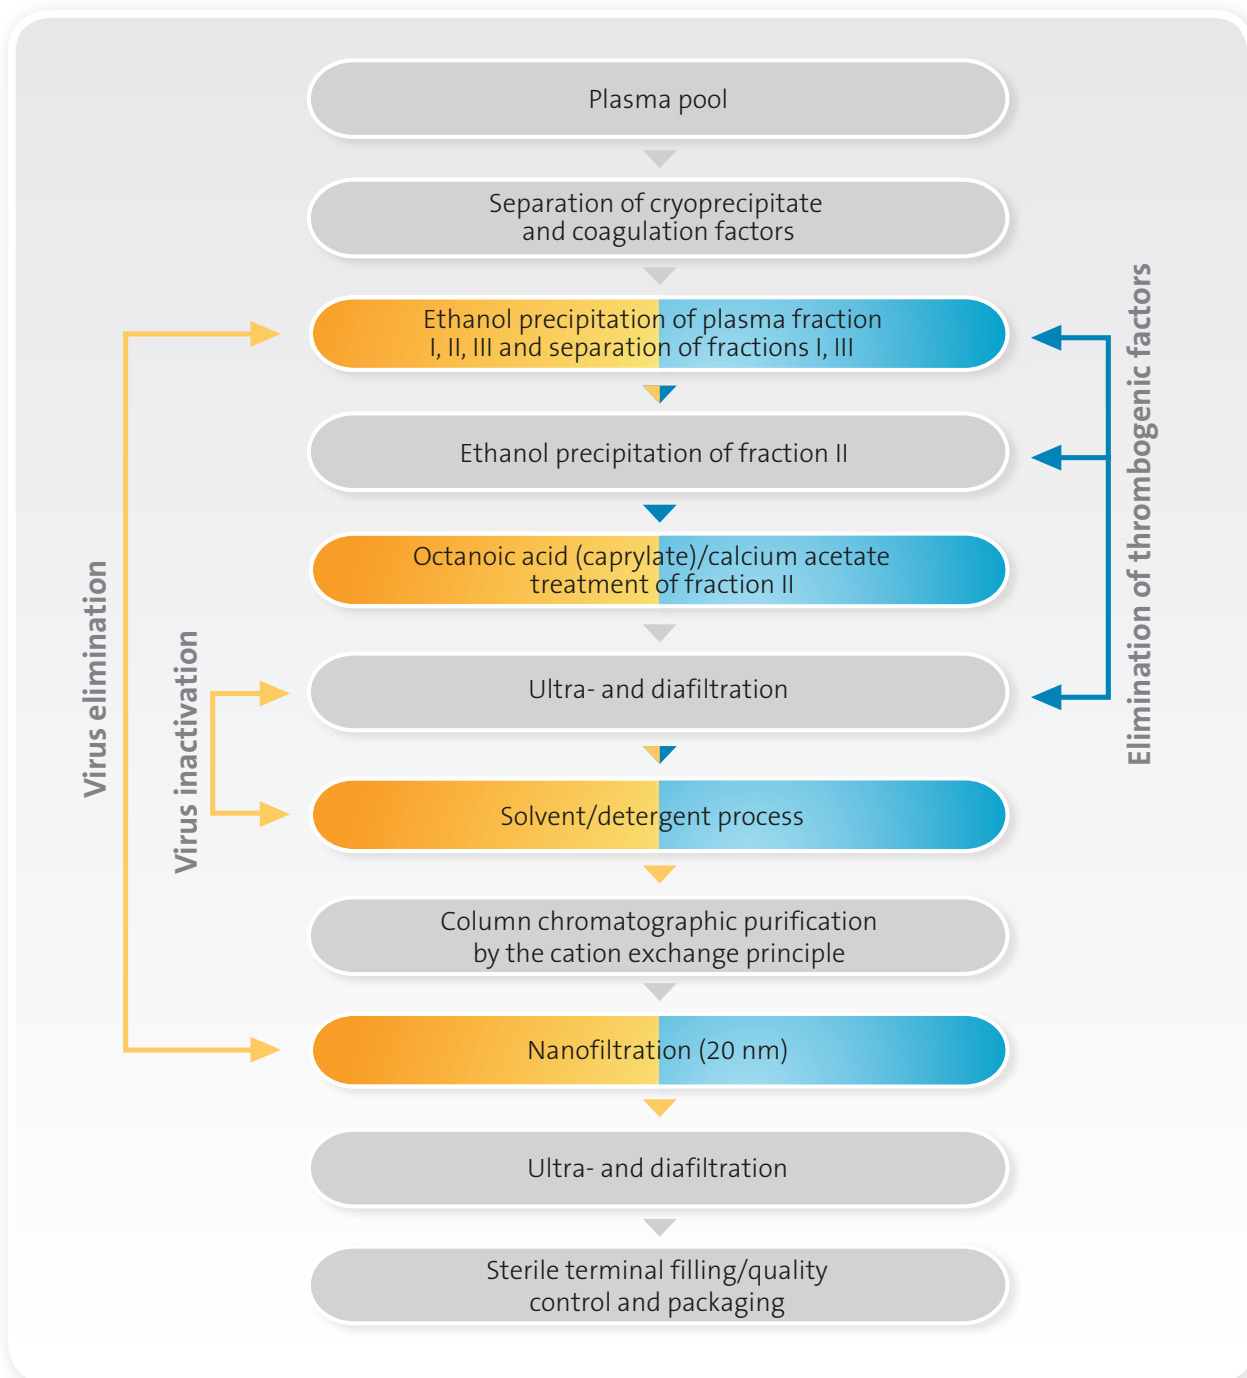 Plasma pool
Separation of cryoprecipitate
and coagulation factors
Ethanol precipitation of plasma fraction
I, II, III and separation of fractions I, III
Ethanol precipitation of fraction II
Octanoic acid (caprylate)/calcium acetate
treatment of fraction II
Ultra- and diafiltration
Solvent/detergent process
Column chromatographic purification
by the cation exchange principle
Nanofiltration (20 nm)
Ultra- and diafiltration
Sterile terminal filling/quality
control and packaging
Virus elimination
Virus inactivation
Elimination of thrombogenic factors